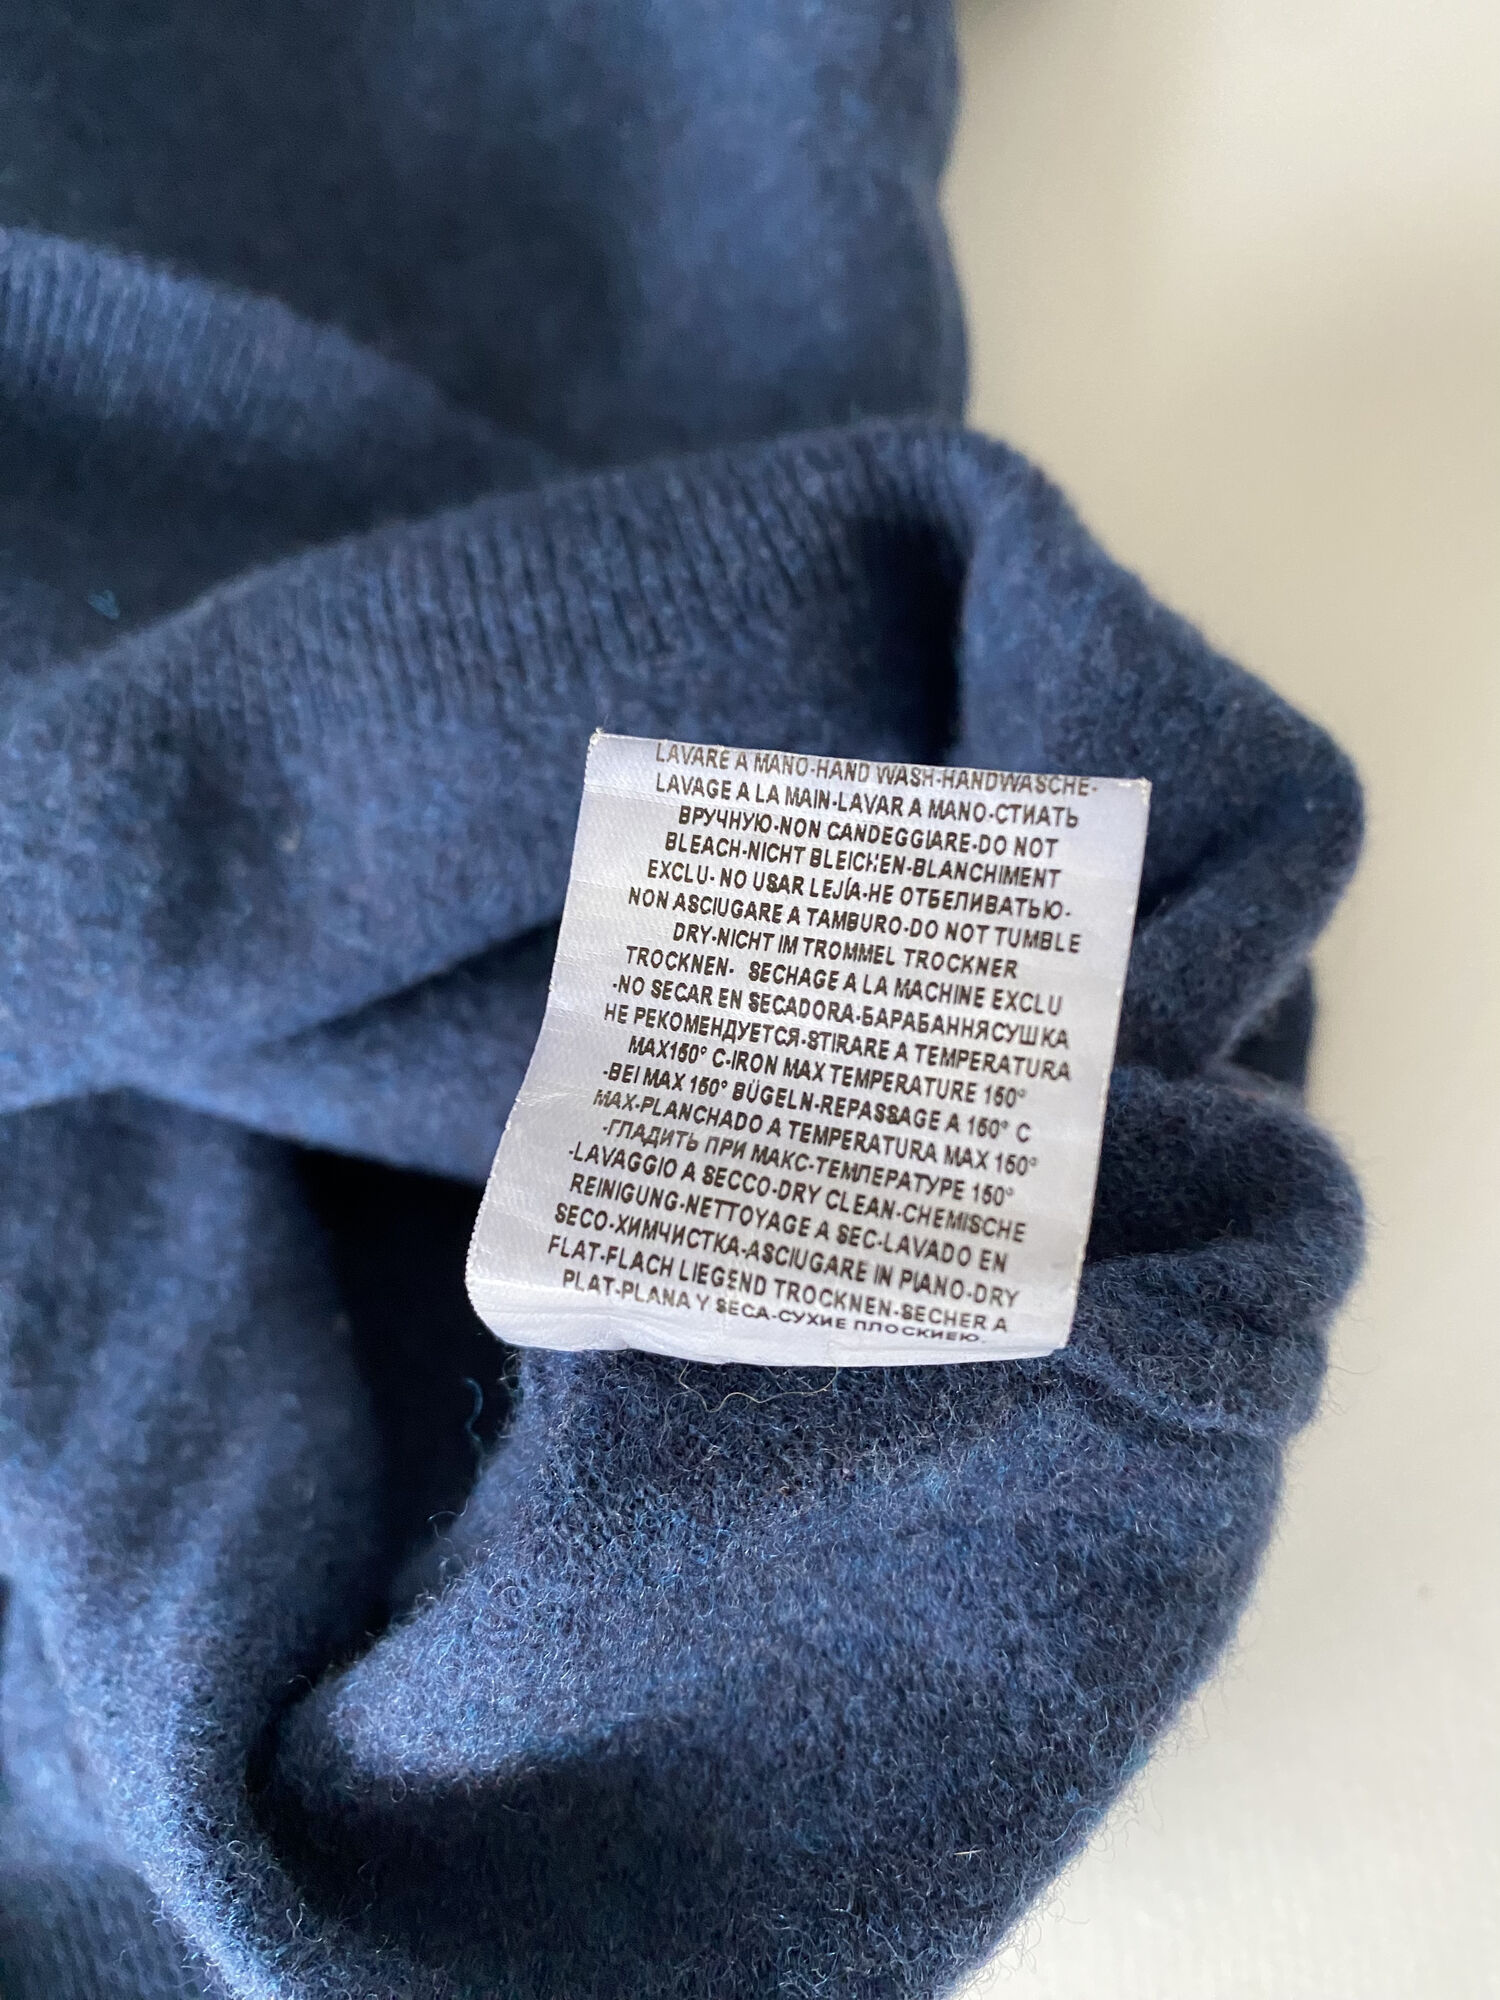 LAVARE A MANO-HAND WASH-HANDWASCHE-
LAVAGE A LA MAIN-LAVAR A MANO-СТИАТЬ
ВРУЧНУЮ-NON CANDEGGIARE-DO NOT
BLEACH-NICHT BLEICHEN-BLANCHIMENT
EXCLU- NO USAR LEJÍA-НЕ ОТБЕЛИВАТЬЮ-
NON ASCIUGARE A TAMBURO-DO NOT TUMBLE
DRY-NICHT IM TROMMEL TROCKNER
TROCKNEN- SECHAGE A LA MACHINE EXCLU
-NO SECAR EN SECADORA-БАРАБАННЯСУШКА
НЕ РЕКОМЕНДУЕТСЯ-STIRARE A TEMPERATURA
MAX150° C-IRON MAX TEMPERATURE 150°
-BEI MAX 150° BÜGELN-REPASSAGE A 150° C
MAX-PLANCHADO A TEMPERATURA MAX 150°
-ГЛАДИТЬ ПРИ МАКС-ТЕМПЕРАТУРЕ 150°
-LAVAGGIO A SECCO-DRY CLEAN-CHEMISCHE
REINIGUNG-NETTOYAGE A SEC-LAVADO EN
SECO-ХИМЧИСТКА-ASCIUGARE IN PIANO-DRY
FLAT-FLACH LIEGEND TROCKNEN-SECHER A
PLAT-PLANA Y SECA-СУХИЕ ПЛОСКИЕЮ.